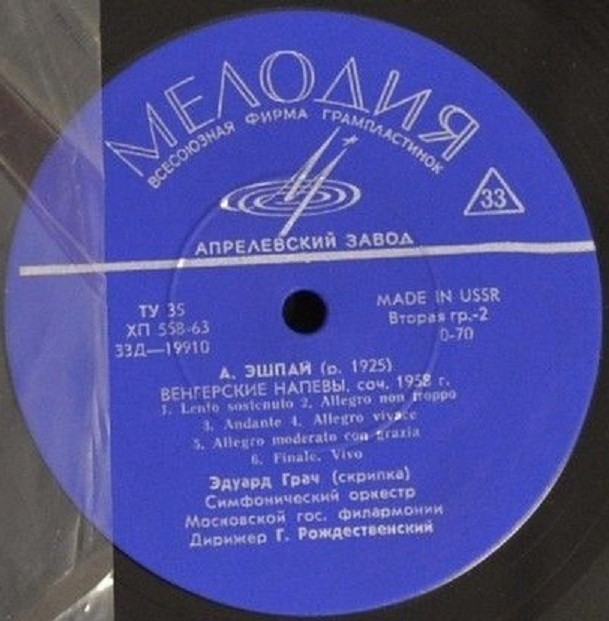 МЕЛОДИЯ
ВСЕСОЮЗНАЯ ФИРМА ГРАМПЛАСТИНОК
33
АПРЕЛЕВСКИЙ ЗАВОД
ТУ 35
ХП 558-63
33Д—19910
MADE IN USSR
Вторая гр.-2
0-70
А. ЭШПАЙ (р. 1925)
ВЕНГЕРСКИЕ НАПЕВЫ, соч. 1958 г.
1. Lento sostenuto 2. Allegro non troppo
3. Andante 4. Allegro vivace
5. Allegro moderato con grazia
6. Finale. Vivo
Эдуард Грач (скрипка)
Симфонический оркестр
Московской гос. филармонии
Дирижер Г. Рождественский